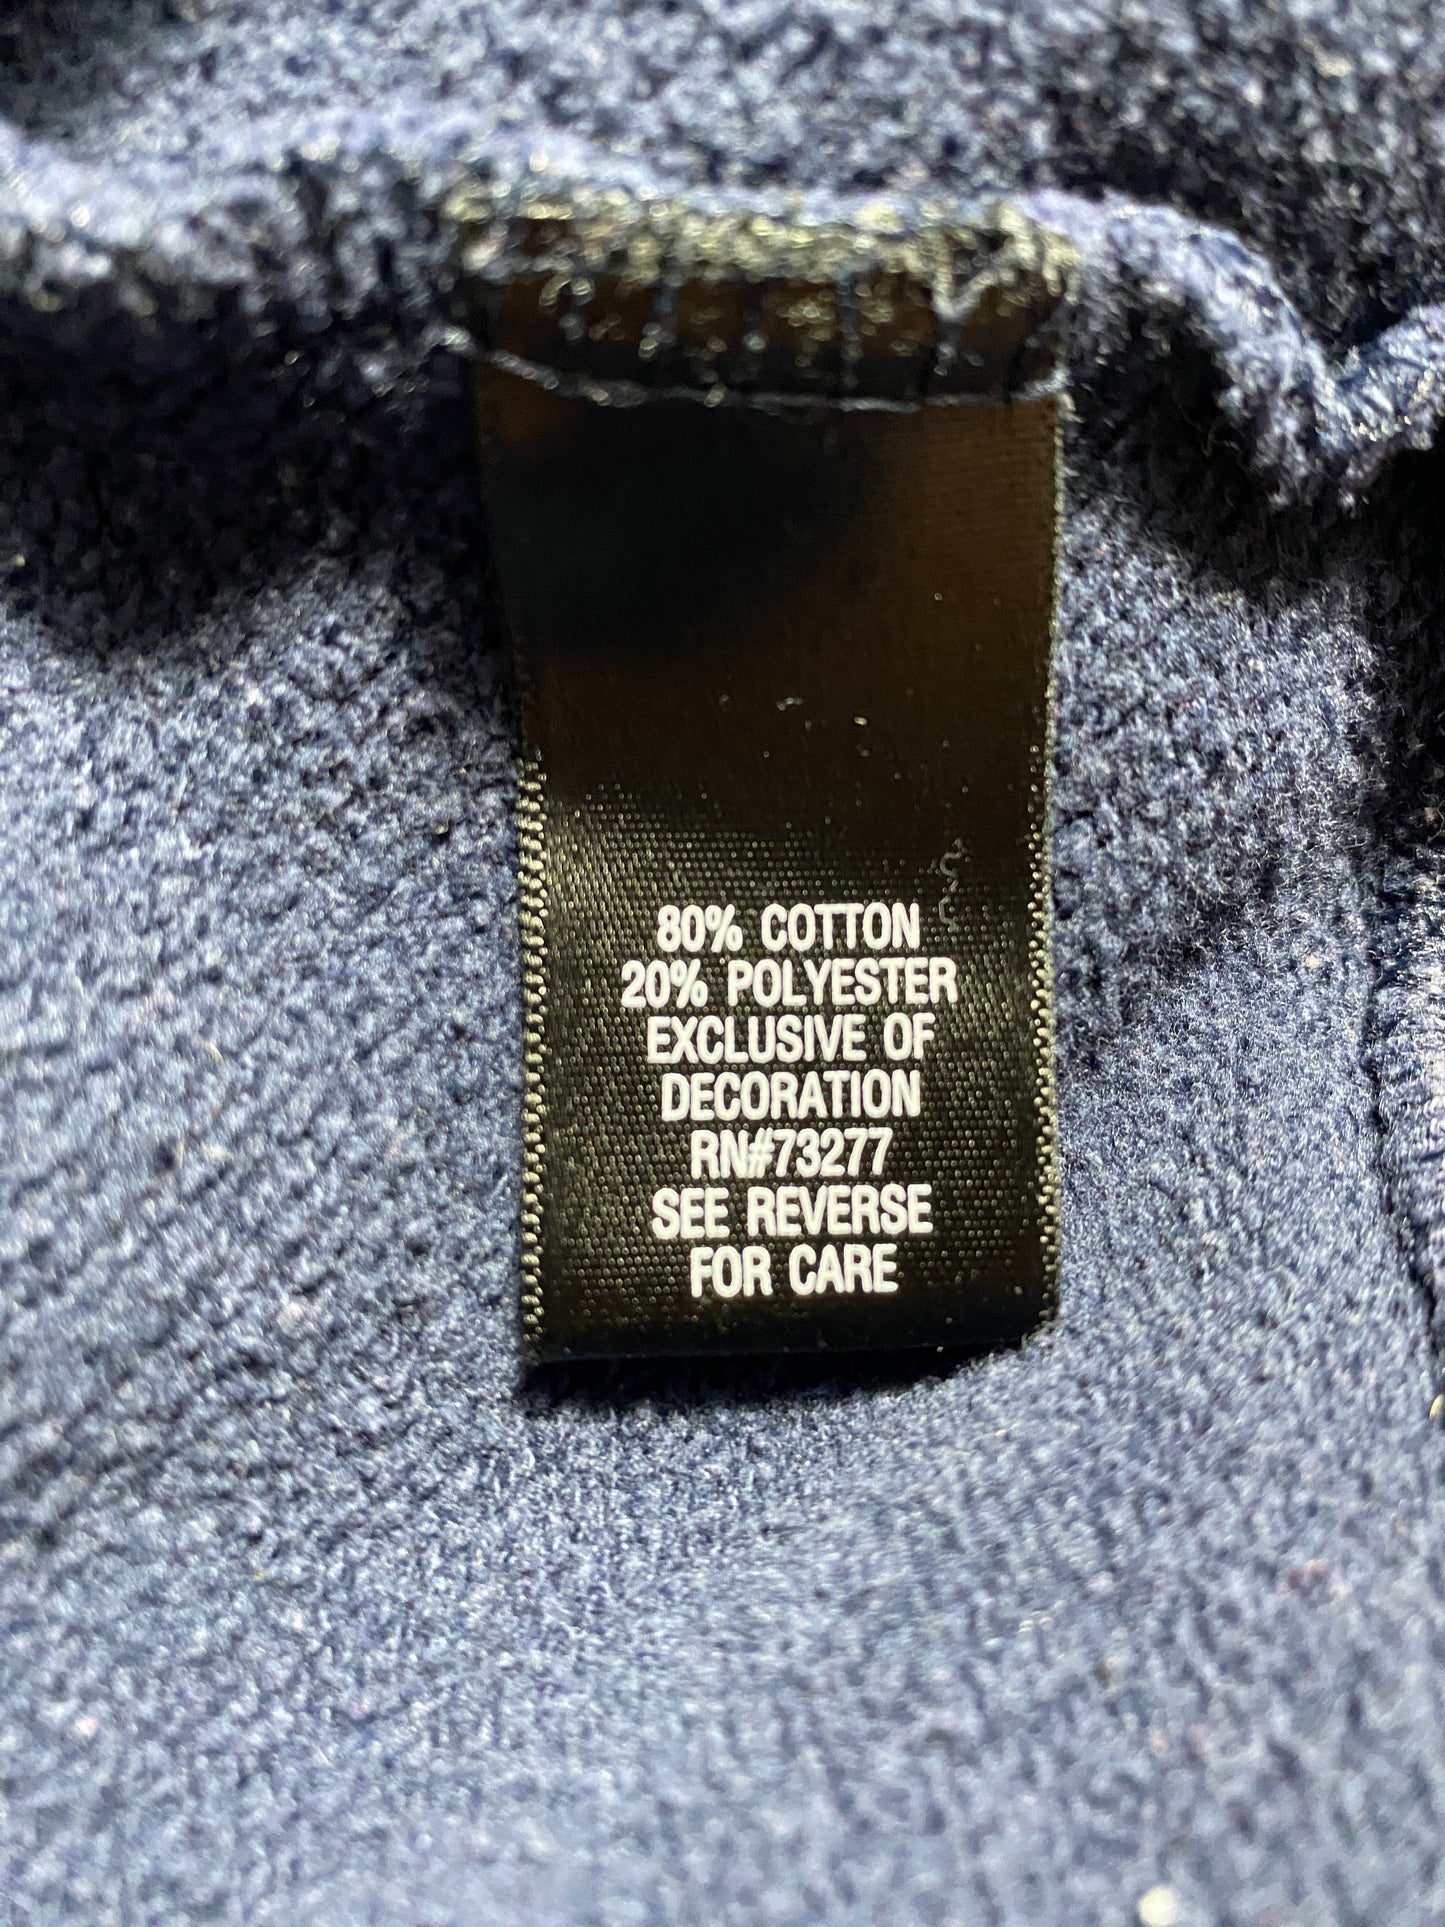 80% COTTON
20% POLYESTER
EXCLUSIVE OF
DECORATION
RN#73277
SEE REVERSE
FOR CARE